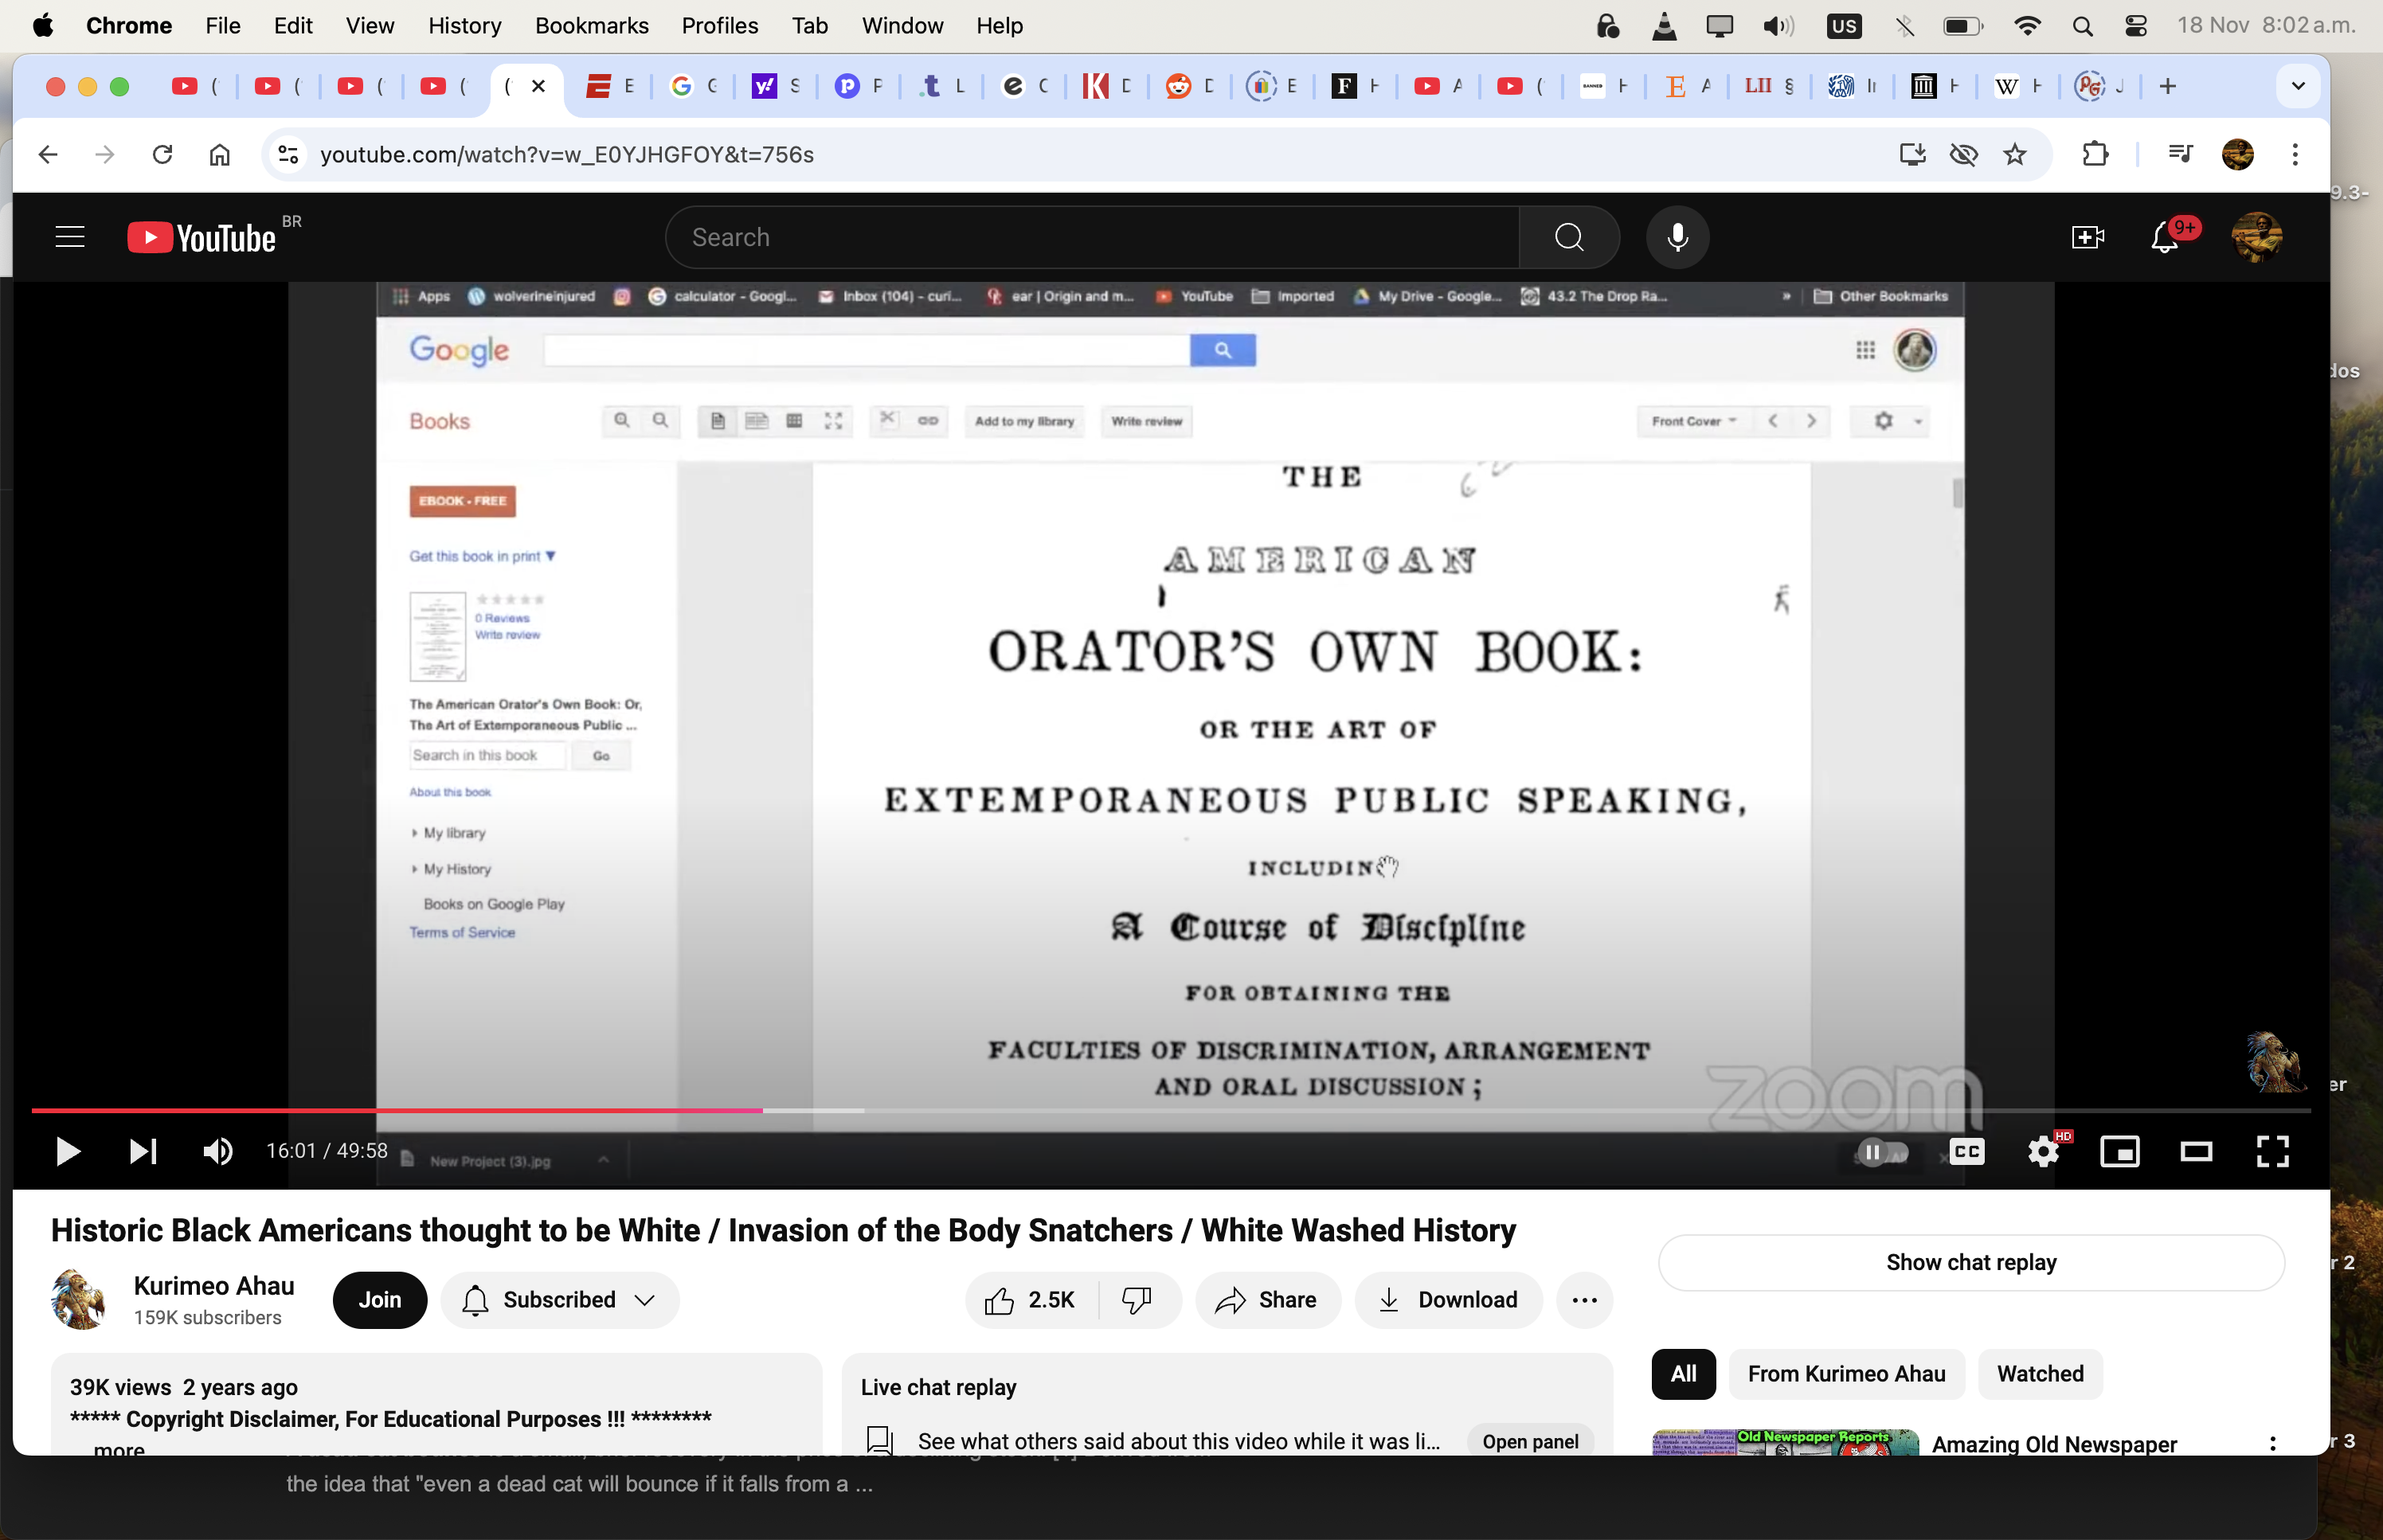 Chrome File Edit View History Bookmarks Profiles Tab Window Help US 18 Nov 8:02 a.m.
youtube.com/watch?v=w_E0YJHGFOY&t=756s
YouTube BR Search 9+
Apps wolverineinjured calculator - Googl... Inbox (104) - curi... ear | Origin and m... YouTube Imported My Drive - Google... 43.2 The Drop Ra... » Other Bookmarks
Google
Books Add to my library Write review Front Cover
EBOOK - FREE
Get this book in print ▼
0 Reviews
Write review
The American Orator's Own Book: Or,
The Art of Extemporaneous Public ...
Search in this book Go
About this book
My library
My History
Books on Google Play
Terms of Service
THE
AMERICAN
ORATOR'S OWN BOOK:
OR THE ART OF
EXTEMPORANEOUS PUBLIC SPEAKING,
INCLUDIN
A Course of Discipline
FOR OBTAINING THE
FACULTIES OF DISCRIMINATION, ARRANGEMENT
AND ORAL DISCUSSION;
zoom
16:01 / 49:58 New Project (3).jpg CC HD
Historic Black Americans thought to be White / Invasion of the Body Snatchers / White Washed History
Kurimeo Ahau
159K subscribers
Join Subscribed 2.5K Share Download
Show chat replay
39K views 2 years ago
***** Copyright Disclaimer, For Educational Purposes !!! ********
more
Live chat replay
See what others said about this video while it was li... Open panel
All From Kurimeo Ahau Watched
Old Newspaper Reports
Amazing Old Newspaper
the idea that "even a dead cat will bounce if it falls from a ...